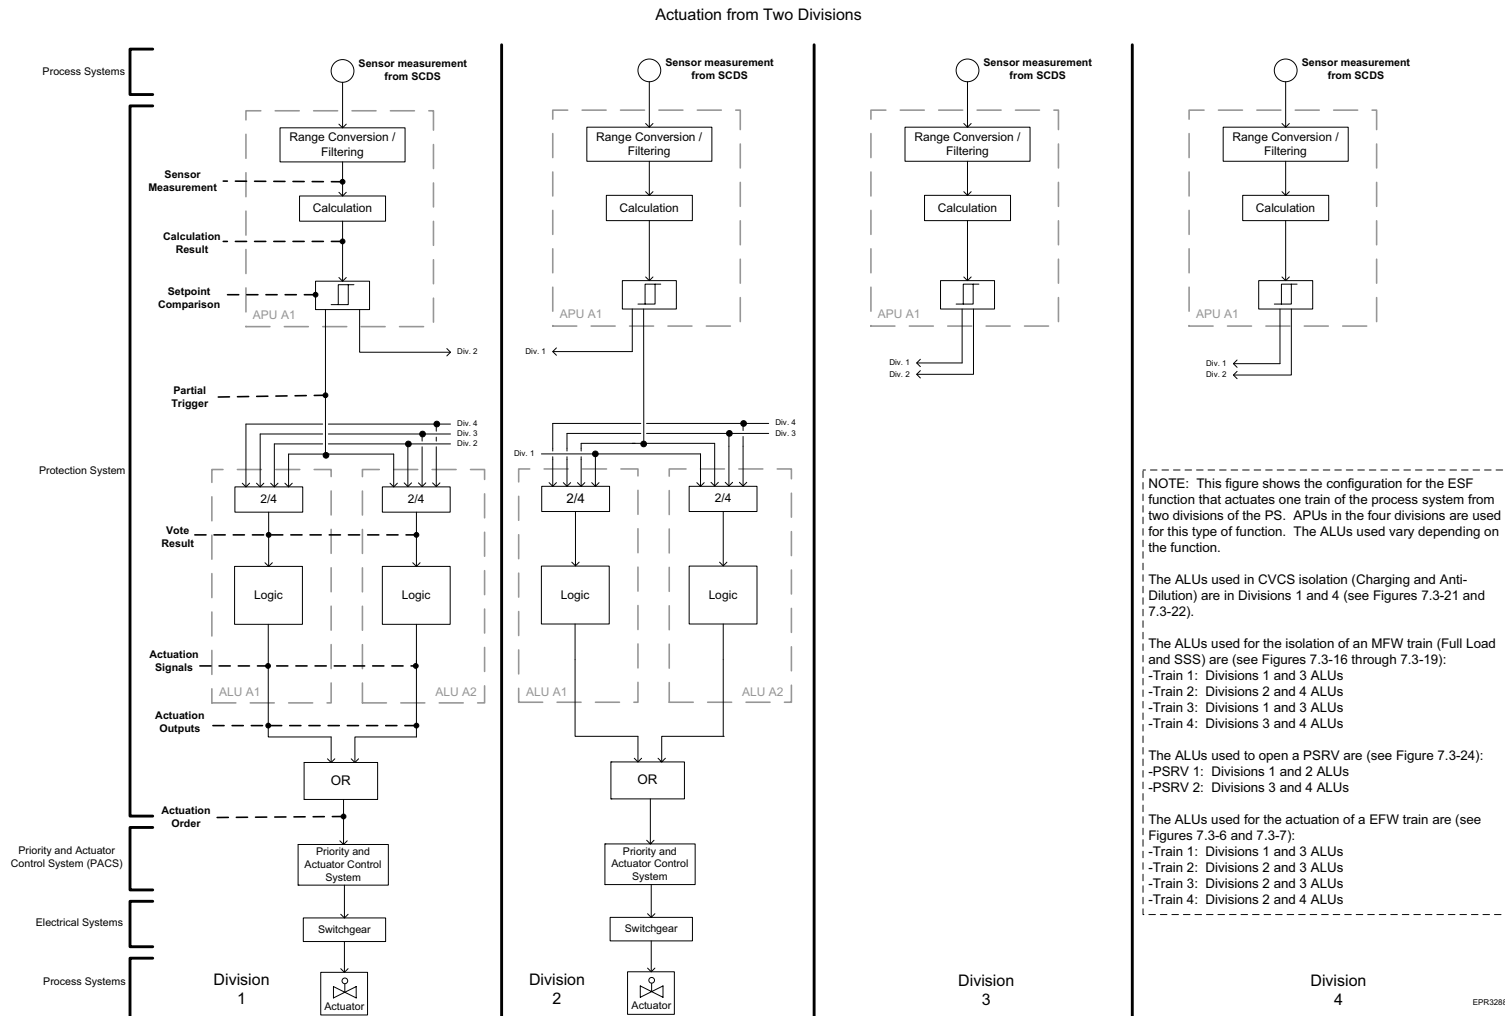 Actuation from Two Divisions
Process Systems
Protection System
Priority and Actuator
Control System (PACS)
Electrical Systems
Process Systems
Sensor
Measurement
Calculation
Result
Setpoint
Comparison
Partial
Trigger
Vote
Result
Actuation
Signals
Actuation
Outputs
Actuation
Order
Sensor measurement
from SCDS
Range Conversion /
Filtering
Calculation
APU A1
Div. 2
Div. 4
Div. 3
Div. 2
2/4
2/4
Logic
Logic
ALU A1
ALU A2
OR
Priority and
Actuator Control
System
Switchgear
Actuator
Division
1
Sensor measurement
from SCDS
Range Conversion /
Filtering
Calculation
APU A1
Div. 1
Div. 4
Div. 3
Div. 1
2/4
2/4
Logic
Logic
ALU A1
ALU A2
OR
Priority and
Actuator Control
System
Switchgear
Actuator
Division
2
Sensor measurement
from SCDS
Range Conversion /
Filtering
Calculation
APU A1
Div. 1
Div. 2
Division
3
Sensor measurement
from SCDS
Range Conversion /
Filtering
Calculation
APU A1
Div. 1
Div. 2
NOTE: This figure shows the configuration for the ESF
function that actuates one train of the process system from
two divisions of the PS. APUs in the four divisions are used
for this type of function. The ALUs used vary depending on
the function.
The ALUs used in CVCS isolation (Charging and Anti-
Dilution) are in Divisions 1 and 4 (see Figures 7.3-21 and
7.3-22).
The ALUs used for the isolation of an MFW train (Full Load
and SSS) are (see Figures 7.3-16 through 7.3-19):
-Train 1: Divisions 1 and 3 ALUs
-Train 2: Divisions 2 and 4 ALUs
-Train 3: Divisions 1 and 3 ALUs
-Train 4: Divisions 3 and 4 ALUs
The ALUs used to open a PSRV are (see Figure 7.3-24):
-PSRV 1: Divisions 1 and 2 ALUs
-PSRV 2: Divisions 3 and 4 ALUs
The ALUs used for the actuation of a EFW train are (see
Figures 7.3-6 and 7.3-7):
-Train 1: Divisions 1 and 3 ALUs
-Train 2: Divisions 2 and 3 ALUs
-Train 3: Divisions 2 and 3 ALUs
-Train 4: Divisions 2 and 4 ALUs
Division
4